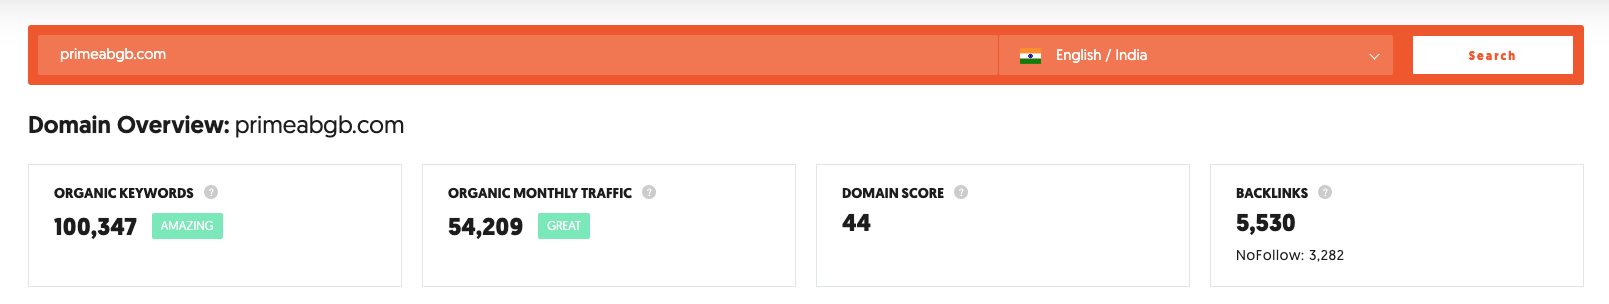 primeabgb.com
English / India
Search
Domain Overview: primeabgb.com
ORGANIC KEYWORDS ?
100,347 AMAZING
ORGANIC MONTHLY TRAFFIC ?
54,209 GREAT
DOMAIN SCORE ?
44
BACKLINKS ?
5,530
NoFollow: 3,282